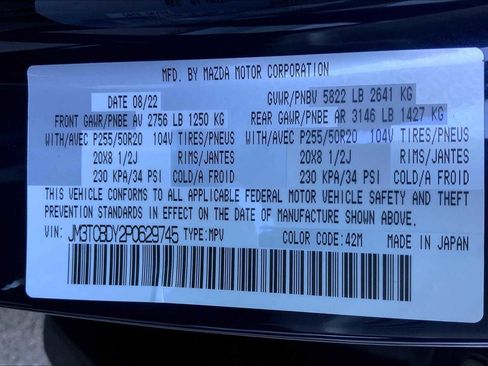 MFD. BY MAZDA MOTOR CORPORATION
DATE 08/22 GVWR/PNBV 5822 LB 2641 KG
FRONT GAWR/PNBE AV 2756 LB 1250 KG REAR GAWR/PNBE AR 3146 LB 1427 KG
WITH/AVEC P255/50R20 104V TIRES/PNEUS WITH/AVEC P255/50R20 104V TIRES/PNEUS
20X8 1/2J RIMS/JANTES 20X8 1/2J RIMS/JANTES
230 KPA/34 PSI COLD/A FROID 230 KPA/34 PSI COLD/A FROID
THIS VEHICLE CONFORMS TO ALL APPLICABLE FEDERAL MOTOR VEHICLE SAFETY AND THEFT
PREVENTION STANDARDS IN EFFECT ON THE DATE OF MANUFACTURE SHOWN ABOVE.
VIN: JM3TCBDY2P0629745 TYPE:MPV COLOR CODE:42M MADE IN JAPAN